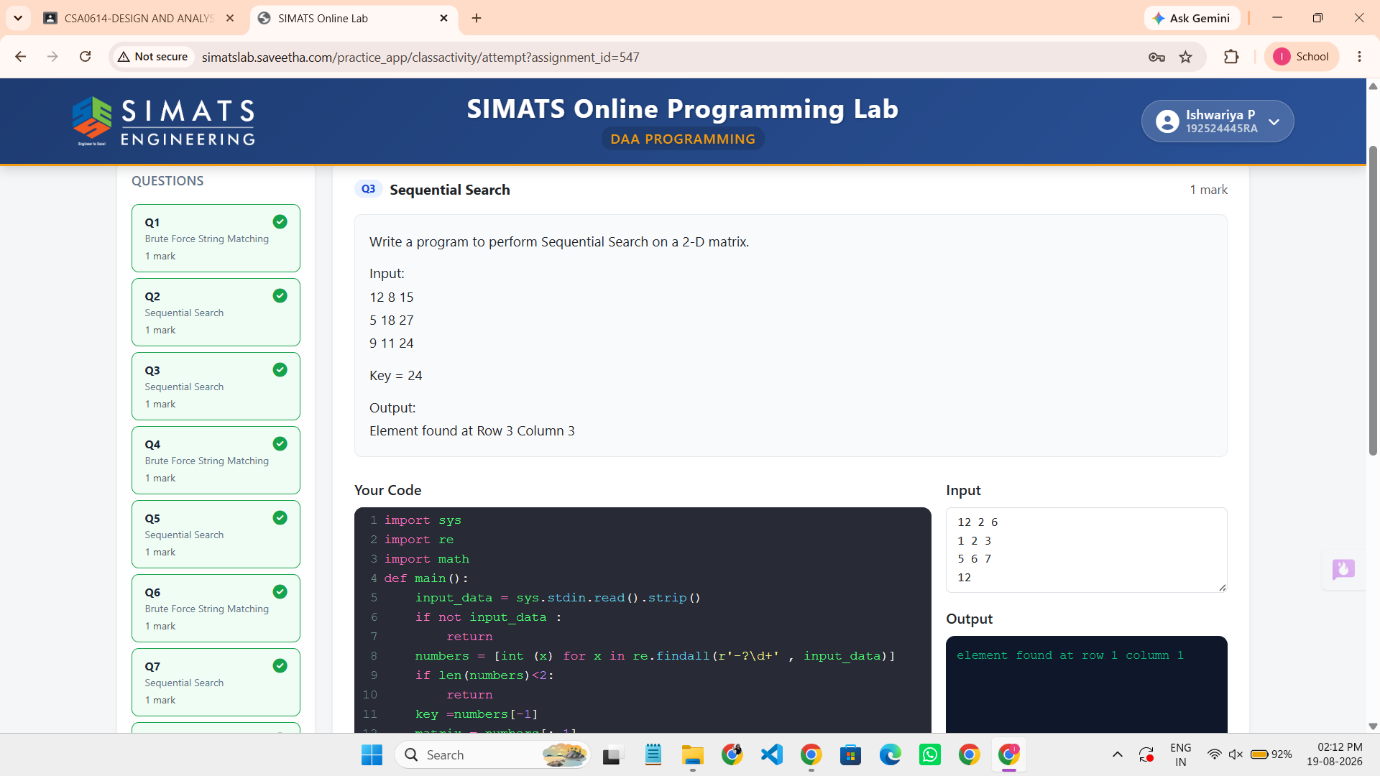 CSA0614-DESIGN AND ANALYS
SIMATS Online Lab
Ask Gemini
Not secure
simatslab.saveetha.com/practice_app/classactivity/attempt?assignment_id=547
I
School
SIMATS
ENGINEERING
SIMATS Online Programming Lab
DAA PROGRAMMING
Ishwariya P
192524445RA
QUESTIONS
Q1
Brute Force String Matching
1 mark
Q2
Sequential Search
1 mark
Q3
Sequential Search
1 mark
Q4
Brute Force String Matching
1 mark
Q5
Sequential Search
1 mark
Q6
Brute Force String Matching
1 mark
Q7
Sequential Search
1 mark
Q3 Sequential Search
1 mark
Write a program to perform Sequential Search on a 2-D matrix.
Input:
12 8 15
5 18 27
9 11 24
Key = 24
Output:
Element found at Row 3 Column 3
Your Code
1 import sys
2 import re
3 import math
4 def main():
5     input_data = sys.stdin.read().strip()
6     if not input_data :
7         return
8     numbers = [int (x) for x in re.findall(r'-?\d+' , input_data)]
9     if len(numbers)<2:
10         return
11     key =numbers[-1]
Input
12 2 6
1 2 3
5 6 7
12
Output
element found at row 1 column 1
Search
ENG
IN
92%
02:12 PM
19-08-2026